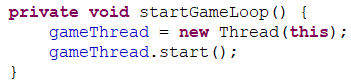 private void startGameLoop() {
    gameThread = new Thread(this);
    gameThread.start();
}